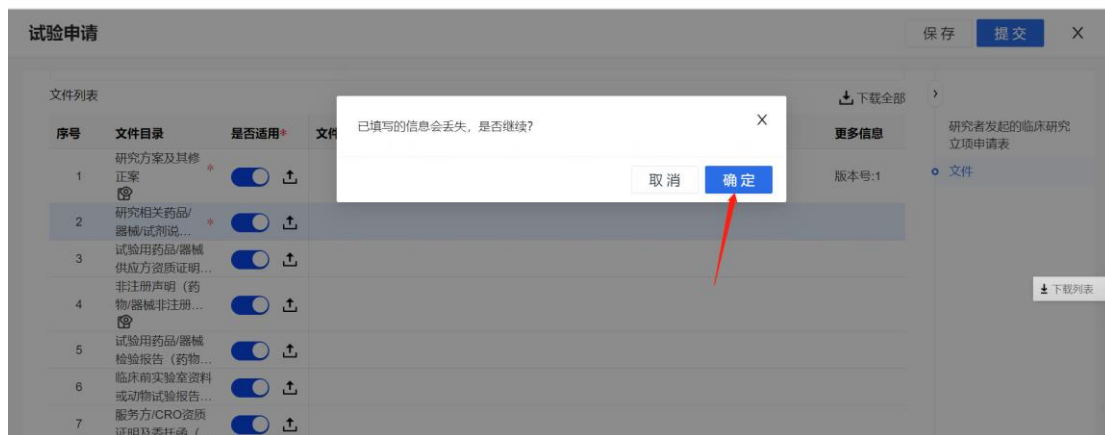 试验申请
保存
提交
X
文件列表
下载全部
序号
文件目录
是否适用*
文件
更多信息
已填写的信息会丢失，是否继续？
X
取消
确定
研究者发起的临床研究
立项申请表
文件
1
研究方案及其修
正案
*
版本号:1
2
研究相关药品/
器械/试剂说...
*
3
试验用药品/器械
供应方资质证明...
4
非注册声明（药
物/器械非注册...
下载列表
5
试验用药品/器械
检验报告（药物...
6
临床前实验室资料
或动物试验报告...
7
服务方/CRO资质
证明及委托函（